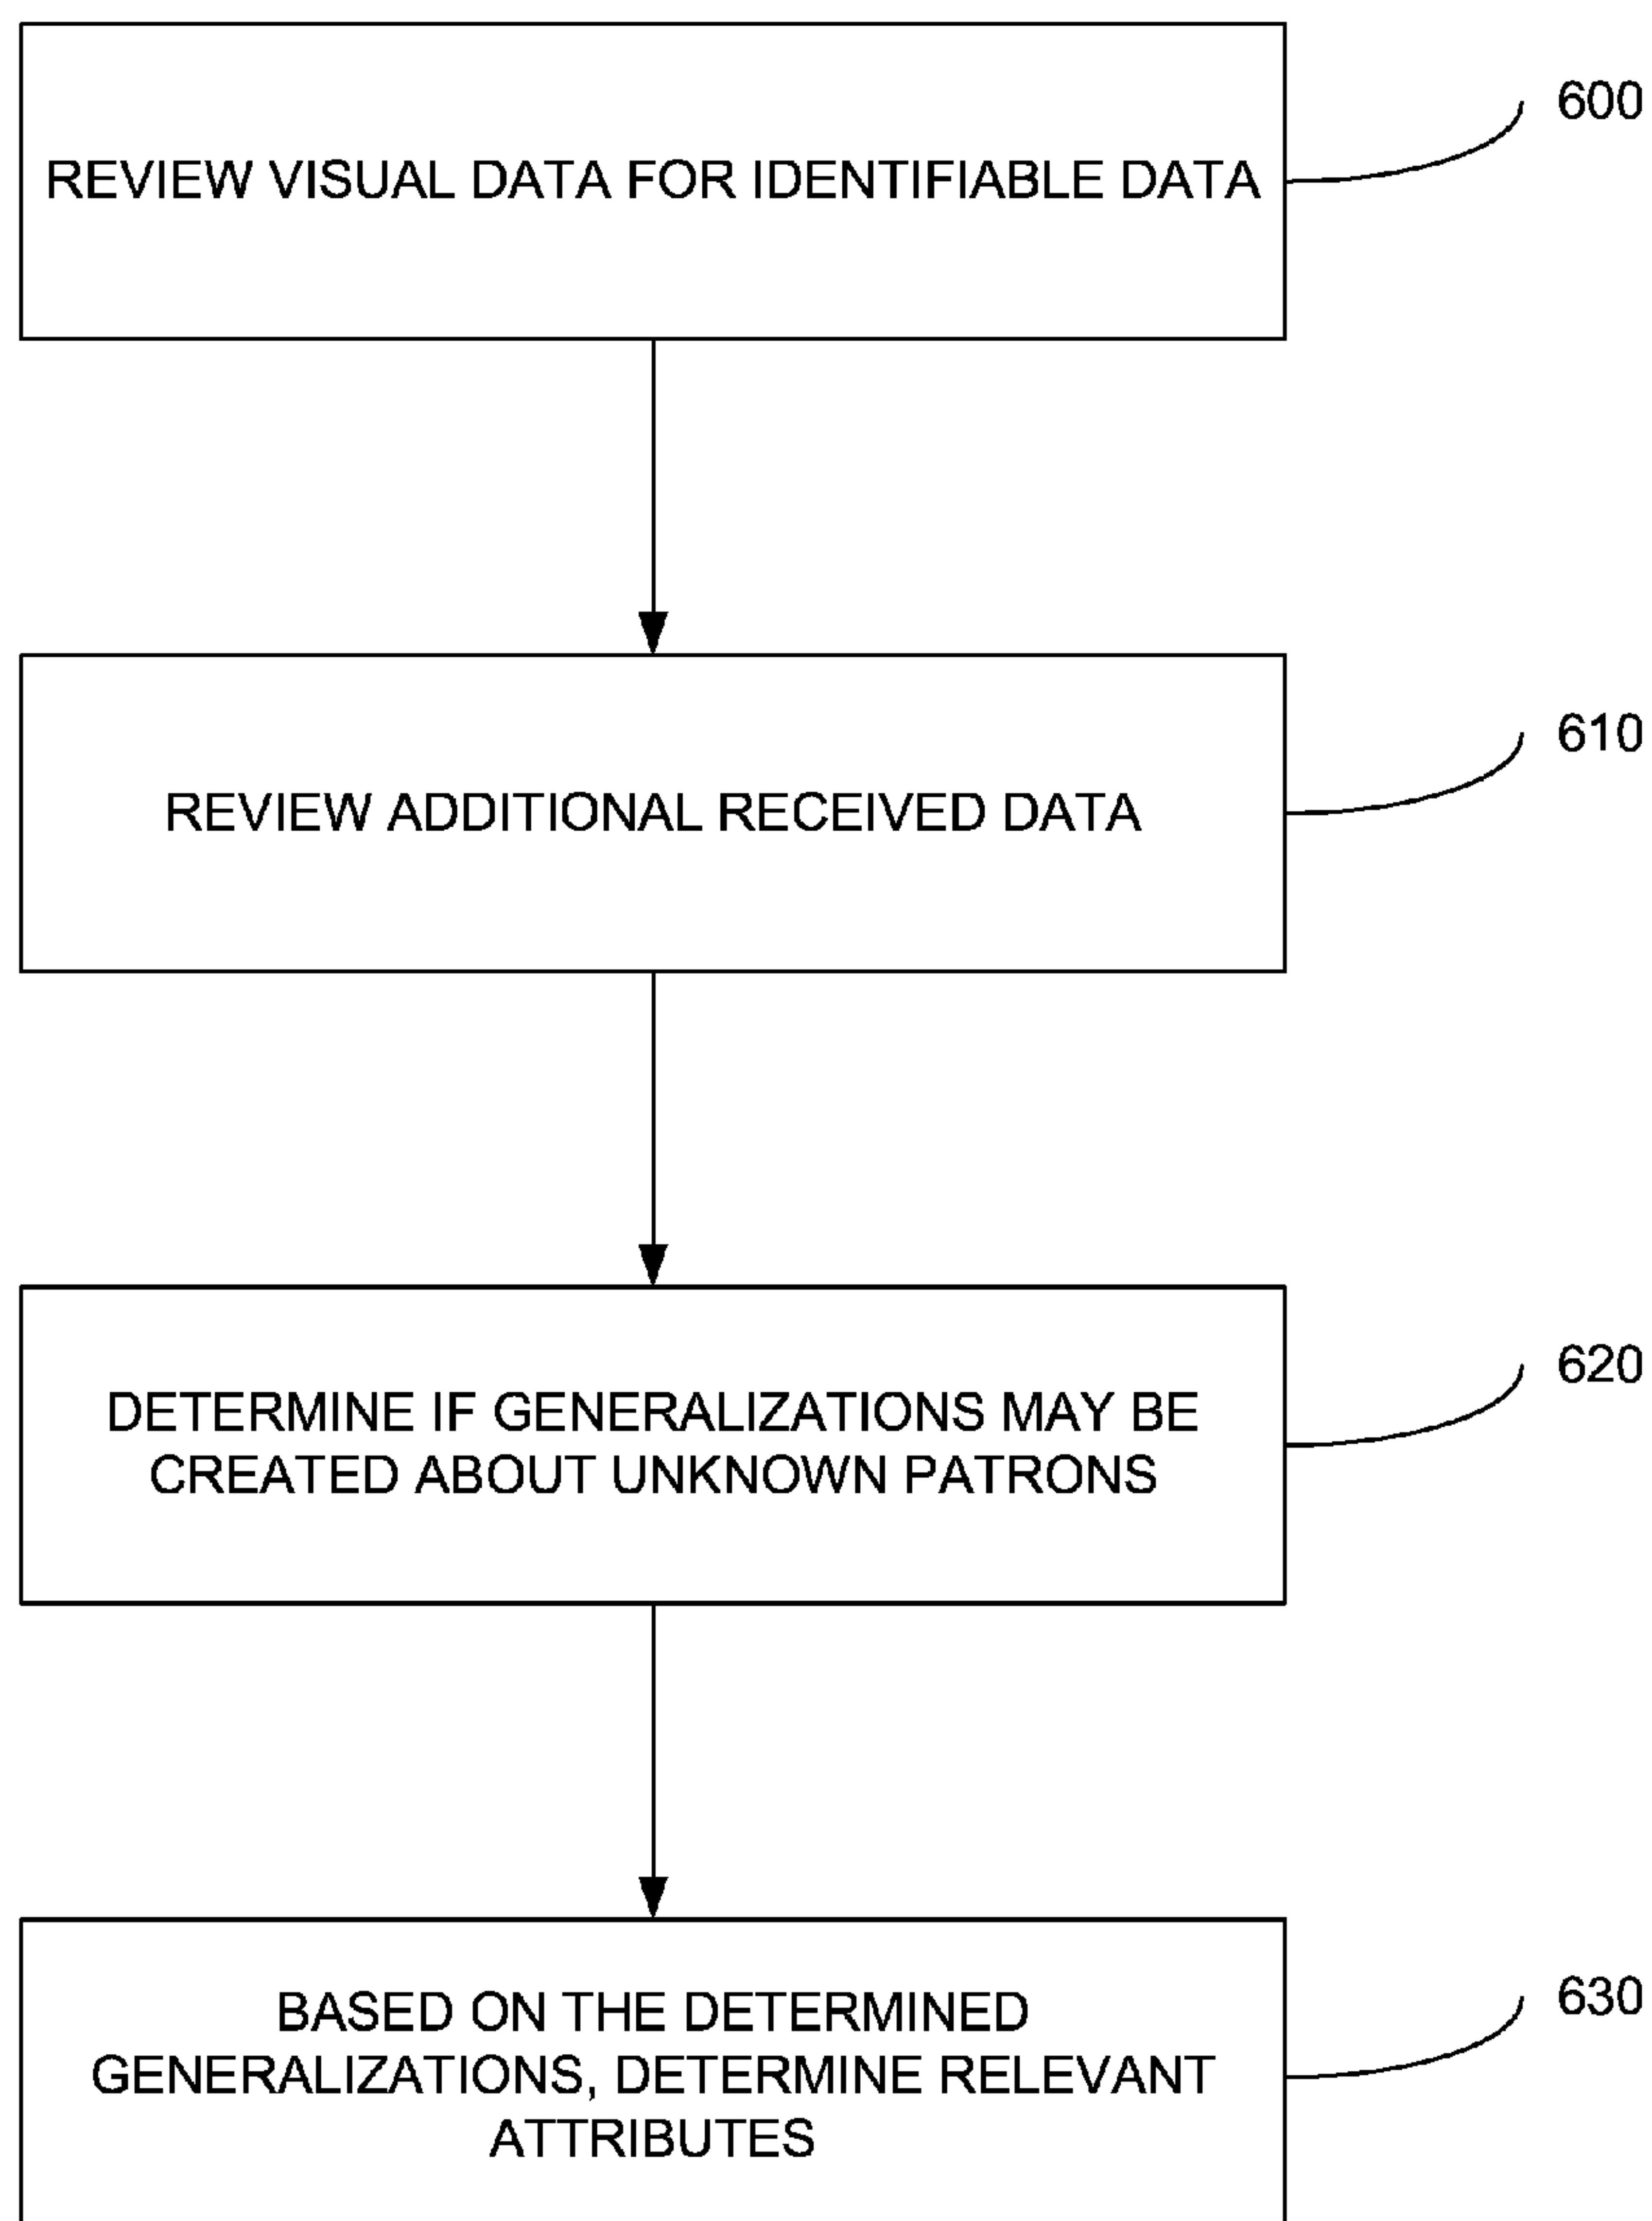 REVIEW VISUAL DATA FOR IDENTIFIABLE DATA
600
REVIEW ADDITIONAL RECEIVED DATA
610
DETERMINE IF GENERALIZATIONS MAY BE
CREATED ABOUT UNKNOWN PATRONS
620
BASED ON THE DETERMINED
GENERALIZATIONS, DETERMINE RELEVANT
ATTRIBUTES
630